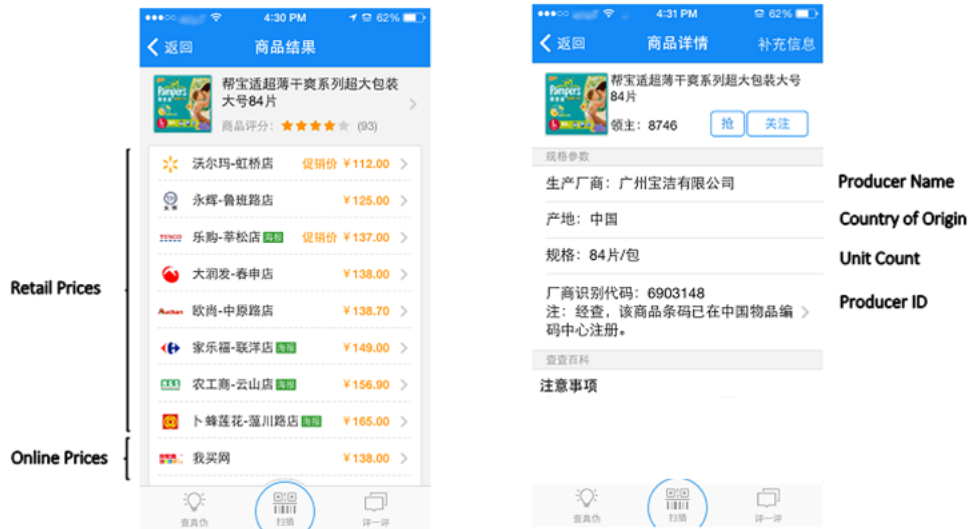 4:30 PM
62%
返回
商品结果
帮宝适超薄干爽系列超大包装
大号84片
商品评分:
(93)
Pampers
Retail Prices
沃尔玛-虹桥店 促销价 ¥112.00
永辉-鲁班路店 ¥125.00
TESCO 乐购-莘松店 海报 促销价 ¥137.00
大润发-春申店 ¥138.00
Auchan 欧尚-中原路店 ¥138.70
家乐福-联洋店 海报 ¥149.00
农工商-云山店 海报 ¥156.90
卜蜂莲花-蕰川路店 海报 ¥165.00
Online Prices
我买网 ¥138.00
查真伪
扫描
评一评
4:31 PM
62%
返回
商品详情
补充信息
Pampers
帮宝适超薄干爽系列超大包装大号
84片
领主: 8746
抢
关注
规格参数
生产厂商: 广州宝洁有限公司
Producer Name
产地: 中国
Country of Origin
规格: 84片/包
Unit Count
厂商识别代码: 6903148
Producer ID
注: 经查, 该商品条码已在中国物品编
码中心注册。
查查百科
注意事项
查真伪
扫描
评一评